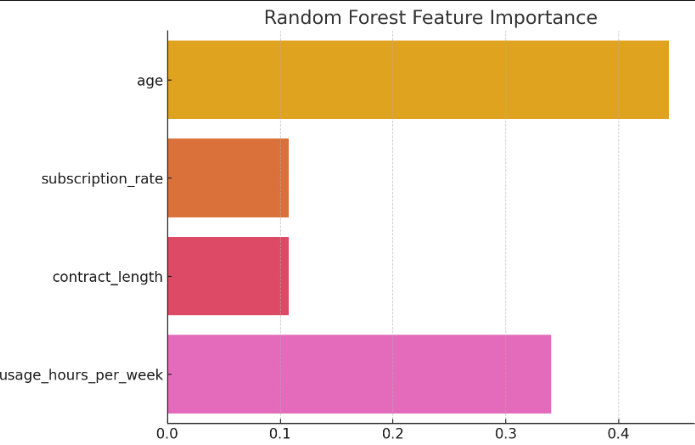 Random Forest Feature Importance
age
subscription_rate
contract_length
usage_hours_per_week
0.0 0.1 0.2 0.3 0.4